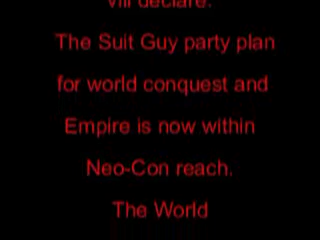 vill declare.
The Suit Guy party plan
for world conquest and
Empire is now within
Neo-Con reach.
The World